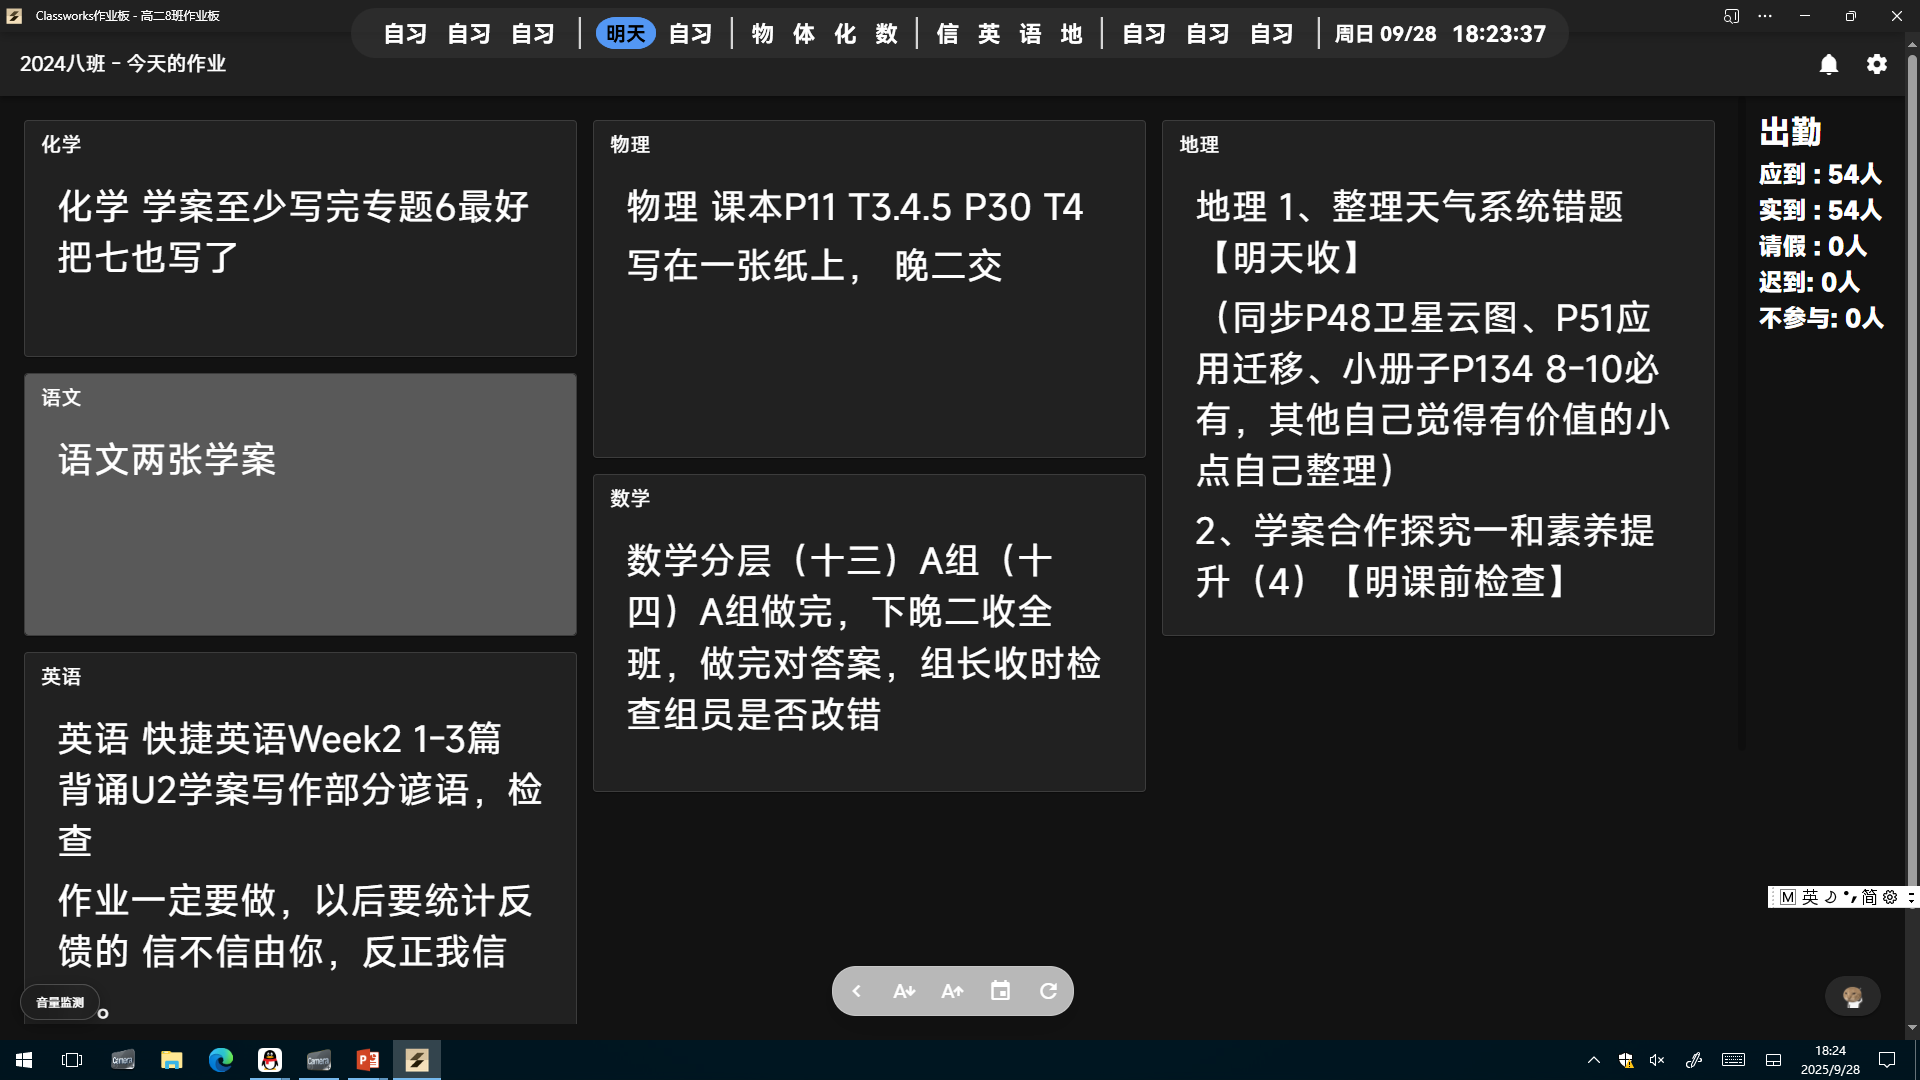 Classworks作业板 - 高二8班作业板
自习 自习 自习 | 明天 自习 | 物 体 化 数 | 信 英 语 地 | 自习 自习 自习 | 周日 09/28 18:23:37
2024八班 - 今天的作业
化学
化学 学案至少写完专题6最好
把七也写了
语文
语文两张学案
英语
英语 快捷英语Week2 1-3篇
背诵U2学案写作部分谚语，检
查
作业一定要做，以后要统计反
馈的 信不信由你，反正我信
。
物理
物理 课本P11 T3.4.5 P30 T4
写在一张纸上， 晚二交
数学
数学分层（十三）A组（十
四）A组做完，下晚二收全
班，做完对答案，组长收时检
查组员是否改错
地理
地理 1、整理天气系统错题
【明天收】
（同步P48卫星云图、P51应
用迁移、小册子P134 8-10必
有，其他自己觉得有价值的小
点自己整理）
2、学案合作探究一和素养提
升（4）【明课前检查】
出勤
应到 : 54人
实到 : 54人
请假 : 0人
迟到: 0人
不参与: 0人
M 英 简
音量监测
A A
Camera
Camera
18:24
2025/9/28